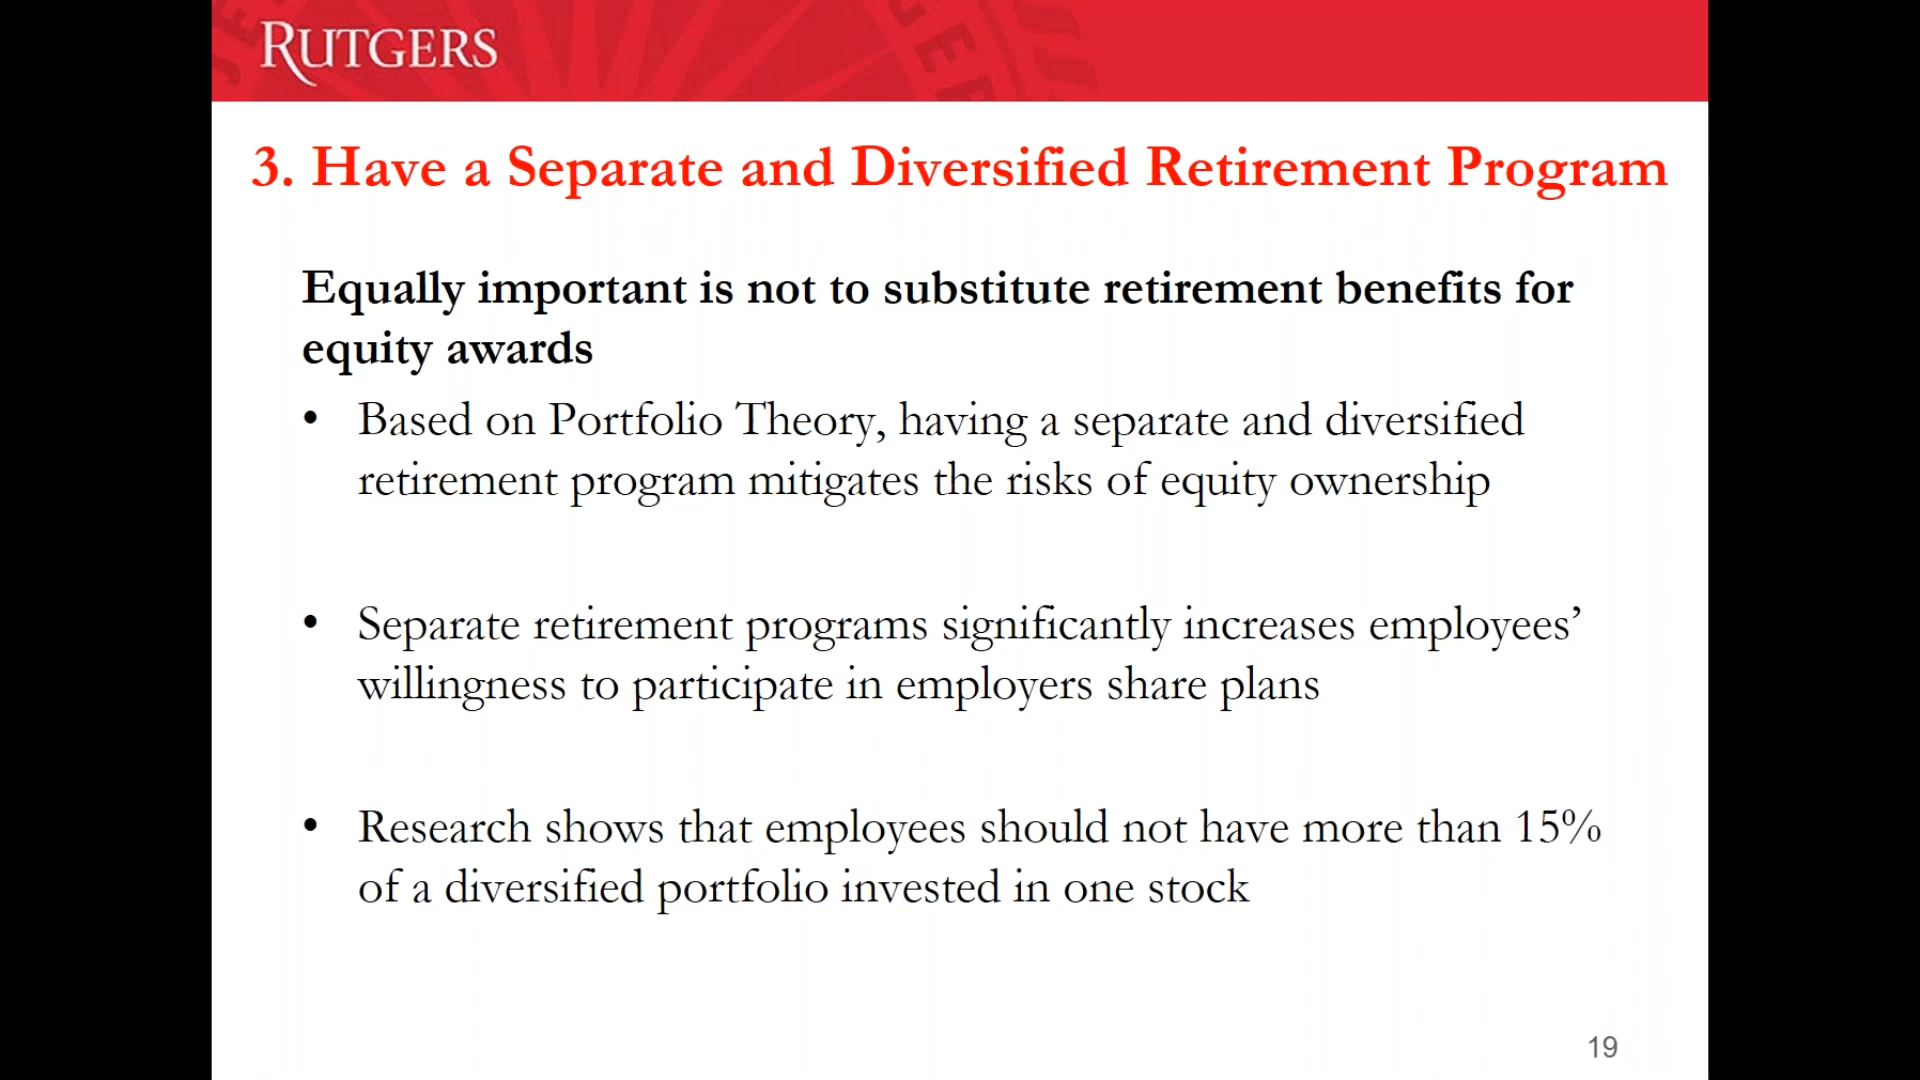 RUTGERS
3. Have a Separate and Diversified Retirement Program
Equally important is not to substitute retirement benefits for
equity awards
• Based on Portfolio Theory, having a separate and diversified
retirement program mitigates the risks of equity ownership
• Separate retirement programs significantly increases employees’
willingness to participate in employers share plans
• Research shows that employees should not have more than 15%
of a diversified portfolio invested in one stock
19